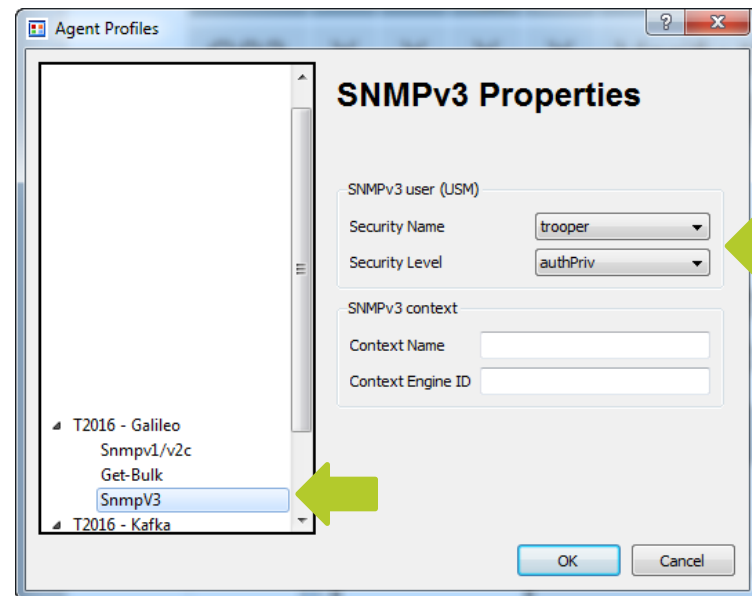 Agent Profiles
?
SNMPv3 Properties
SNMPv3 user (USM)
Security Name trooper
Security Level authPriv
SNMPv3 context
Context Name
Context Engine ID
T2016 - Galileo
Snmpv1/v2c
Get-Bulk
SnmpV3
T2016 - Kafka
OK Cancel